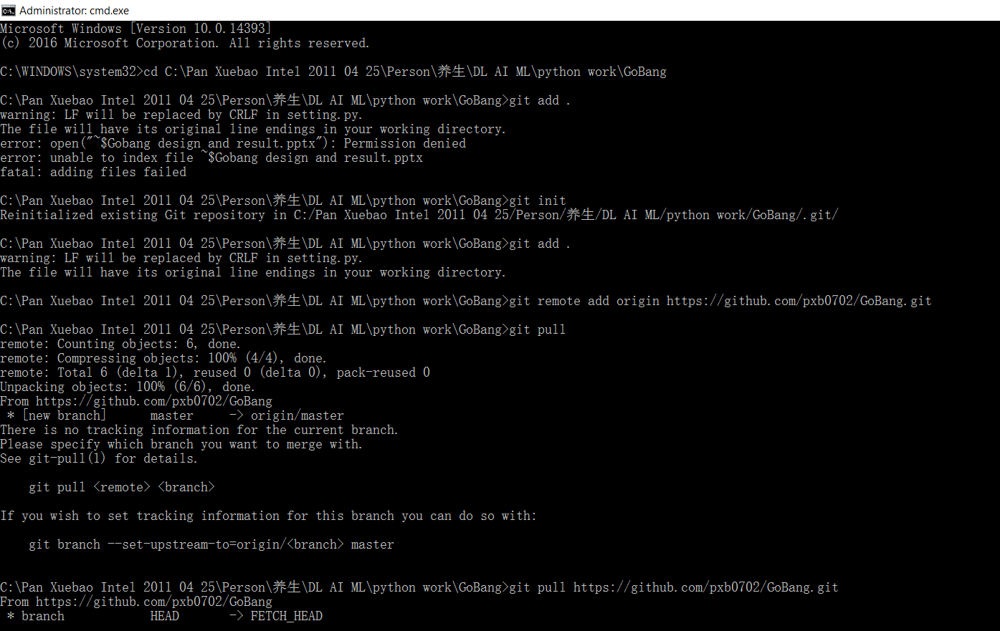 Administrator: cmd.exe
Microsoft Windows [Version 10.0.14393]
(c) 2016 Microsoft Corporation. All rights reserved.
C:\WINDOWS\system32>cd C:\Pan Xuebao Intel 2011 04 25\Person\养生\DL AI ML\python work\GoBang
C:\Pan Xuebao Intel 2011 04 25\Person\养生\DL AI ML\python work\GoBang>git add .
warning: LF will be replaced by CRLF in setting.py.
The file will have its original line endings in your working directory.
error: open("~$Gobang design and result.pptx"): Permission denied
error: unable to index file ~$Gobang design and result.pptx
fatal: adding files failed
C:\Pan Xuebao Intel 2011 04 25\Person\养生\DL AI ML\python work\GoBang>git init
Reinitialized existing Git repository in C:/Pan Xuebao Intel 2011 04 25/Person/养生/DL AI ML/python work/GoBang/.git/
C:\Pan Xuebao Intel 2011 04 25\Person\养生\DL AI ML\python work\GoBang>git add .
warning: LF will be replaced by CRLF in setting.py.
The file will have its original line endings in your working directory.
C:\Pan Xuebao Intel 2011 04 25\Person\养生\DL AI ML\python work\GoBang>git remote add origin https://github.com/pxb0702/GoBang.git
C:\Pan Xuebao Intel 2011 04 25\Person\养生\DL AI ML\python work\GoBang>git pull
remote: Counting objects: 6, done.
remote: Compressing objects: 100% (4/4), done.
remote: Total 6 (delta 1), reused 0 (delta 0), pack-reused 0
Unpacking objects: 100% (6/6), done.
From https://github.com/pxb0702/GoBang
 * [new branch]      master     -> origin/master
There is no tracking information for the current branch.
Please specify which branch you want to merge with.
See git-pull(1) for details.
    git pull <remote> <branch>
If you wish to set tracking information for this branch you can do so with:
    git branch --set-upstream-to=origin/<branch> master
C:\Pan Xuebao Intel 2011 04 25\Person\养生\DL AI ML\python work\GoBang>git pull https://github.com/pxb0702/GoBang.git
From https://github.com/pxb0702/GoBang
 * branch            HEAD       -> FETCH_HEAD